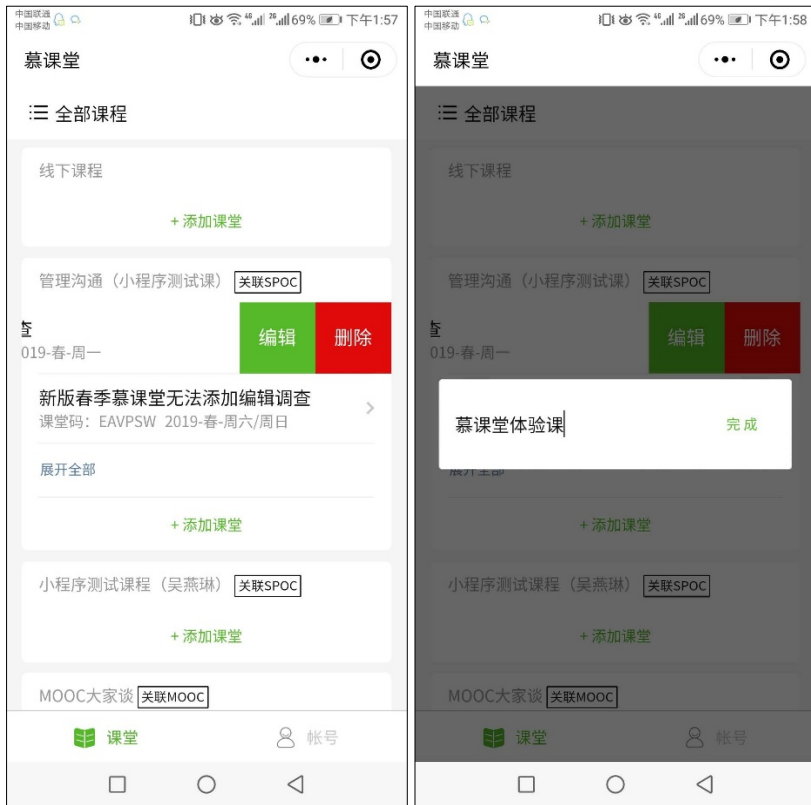 中国联通
中国移动
46 26 69% 下午1:57
慕课堂
全部课程
线下课程
+ 添加课堂
管理沟通（小程序测试课） 关联SPOC
查
019-春-周一
编辑 删除
新版春季慕课堂无法添加编辑调查
课堂码：EAVPSW 2019-春-周六/周日
展开全部
+ 添加课堂
小程序测试课程（吴燕琳） 关联SPOC
+ 添加课堂
MOOC大家谈 关联MOOC
课堂 帐号
中国联通
中国移动
46 26 69% 下午1:58
慕课堂
全部课程
线下课程
+ 添加课堂
管理沟通（小程序测试课） 关联SPOC
查
019-春-周一
编辑 删除
慕课堂体验课 完成
展开全部
+ 添加课堂
小程序测试课程（吴燕琳） 关联SPOC
+ 添加课堂
MOOC大家谈 关联MOOC
课堂 帐号